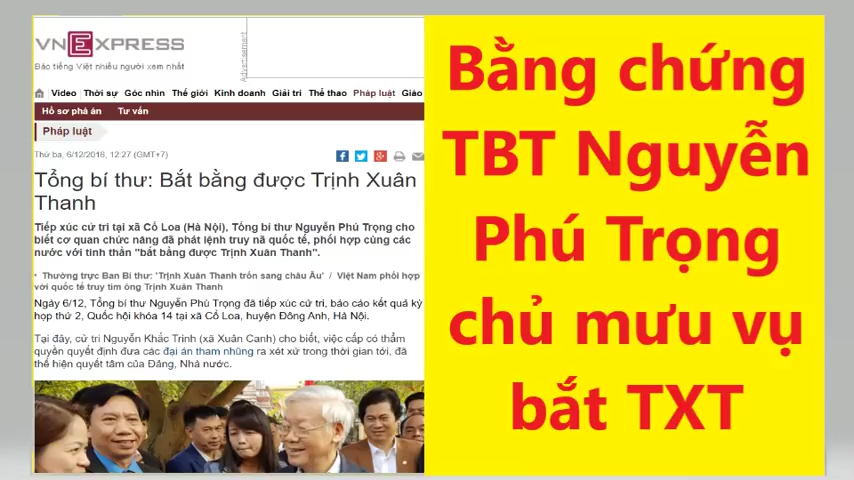 VNEXPRESS
Báo tiếng Việt nhiều người xem nhất
Advertisement
Video Thời sự Góc nhìn Thế giới Kinh doanh Giải trí Thể thao Pháp luật Giáo
Hồ sơ phá án Tư vấn
Pháp luật
Thứ ba, 6/12/2016, 12:27 (GMT+7)
Tổng bí thư: Bắt bằng được Trịnh Xuân
Thanh
Tiếp xúc cử tri tại xã Cổ Loa (Hà Nội), Tổng bí thư Nguyễn Phú Trọng cho
biết cơ quan chức năng đã phát lệnh truy nã quốc tế, phối hợp cùng các
nước với tinh thần "bắt bằng được Trịnh Xuân Thanh".
• Thường trực Ban Bí thư: 'Trịnh Xuân Thanh trốn sang châu Âu' / Việt Nam phối hợp
với quốc tế truy tìm ông Trịnh Xuân Thanh
Ngày 6/12, Tổng bí thư Nguyễn Phú Trọng đã tiếp xúc cử tri, báo cáo kết quả kỳ
họp thứ 2, Quốc hội khóa 14 tại xã Cổ Loa, huyện Đông Anh, Hà Nội.
Tại đây, cử tri Nguyễn Khắc Trinh (xã Xuân Canh) cho biết, việc cấp có thẩm
quyền quyết định đưa các đại án tham nhũng ra xét xử trong thời gian tới, đã
thể hiện quyết tâm của Đảng, Nhà nước.
Bằng chứng
TBT Nguyễn
Phú Trọng
chủ mưu vụ
bắt TXT